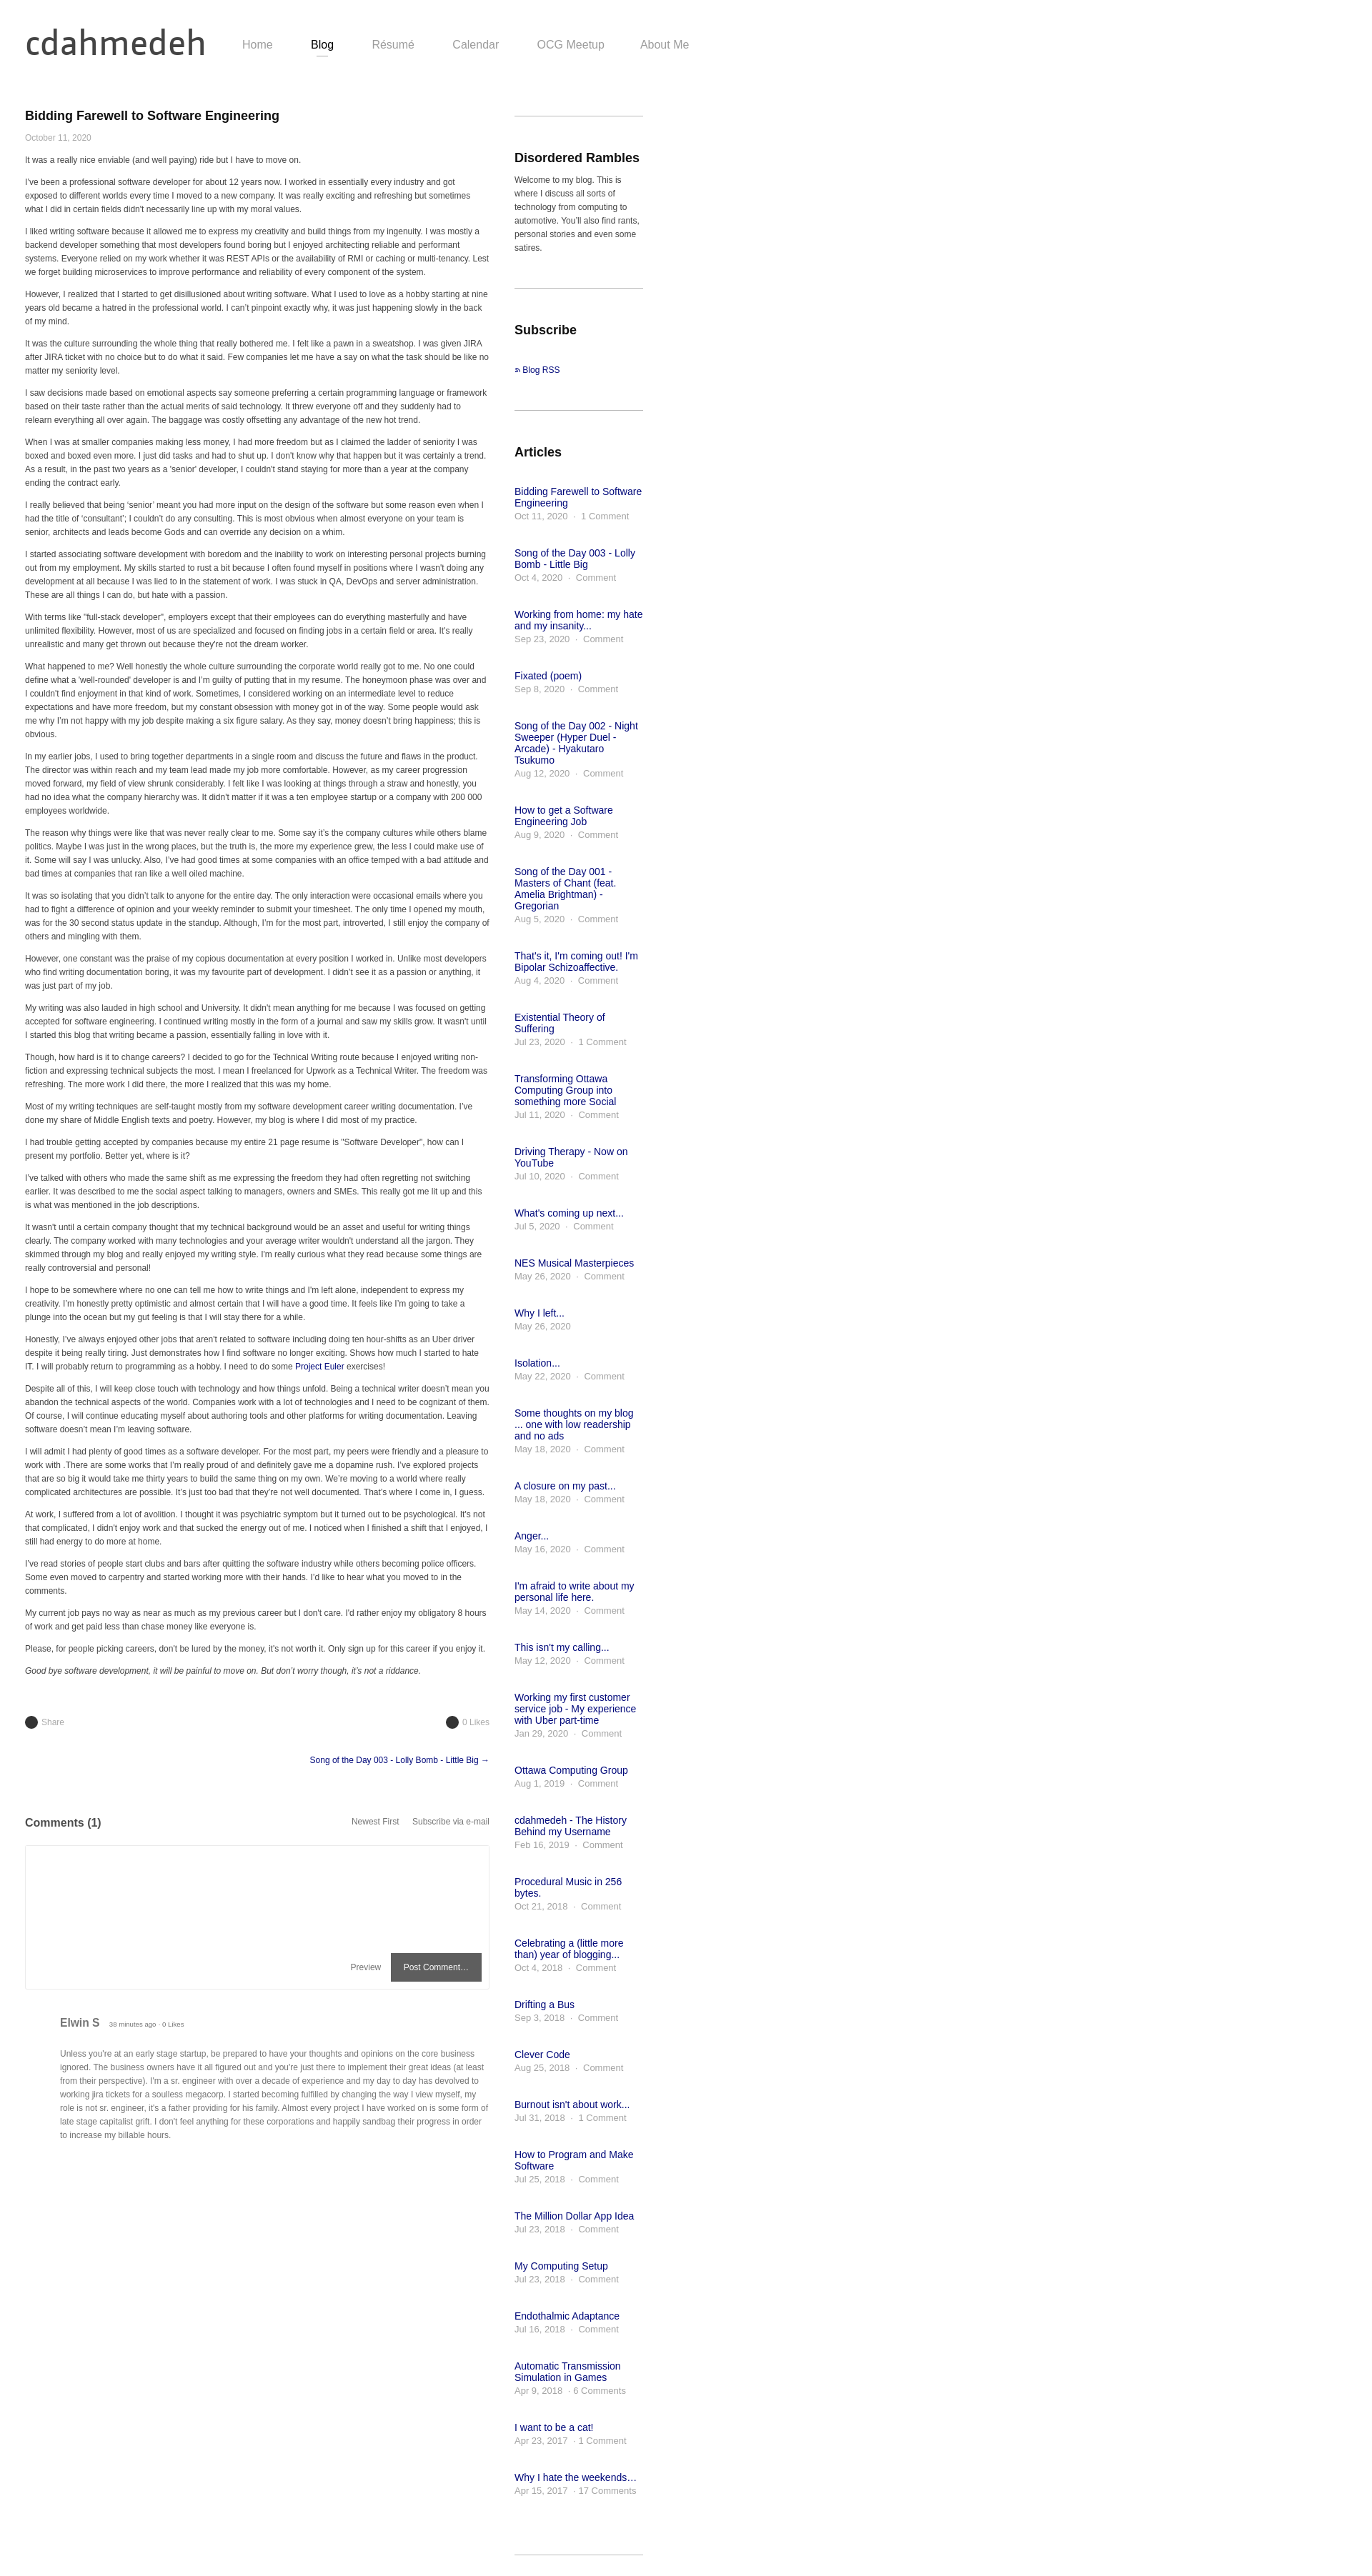 cdahmedeh
Home Blog Résumé Calendar OCG Meetup About Me
Bidding Farewell to Software Engineering
October 11, 2020
It was a really nice enviable (and well paying) ride but I have to move on.
I've been a professional software developer for about 12 years now. I worked in essentially every industry and got
exposed to different worlds every time I moved to a new company. It was really exciting and refreshing but sometimes
what I did in certain fields didn't necessarily line up with my moral values.
I liked writing software because it allowed me to express my creativity and build things from my ingenuity. I was mostly a
backend developer something that most developers found boring but I enjoyed architecting reliable and performant
systems. Everyone relied on my work whether it was REST APIs or the availability of RMI or caching or multi-tenancy. Lest
we forget building microservices to improve performance and reliability of every component of the system.
However, I realized that I started to get disillusioned about writing software. What I used to love as a hobby starting at nine
years old became a hatred in the professional world. I can't pinpoint exactly why, it was just happening slowly in the back
of my mind.
It was the culture surrounding the whole thing that really bothered me. I felt like a pawn in a sweatshop. I was given JIRA
after JIRA ticket with no choice but to do what it said. Few companies let me have a say on what the task should be like no
matter my seniority level.
I saw decisions made based on emotional aspects say someone preferring a certain programming language or framework
based on their taste rather than the actual merits of said technology. It threw everyone off and they suddenly had to
relearn everything all over again. The baggage was costly offsetting any advantage of the new hot trend.
When I was at smaller companies making less money, I had more freedom but as I claimed the ladder of seniority I was
boxed and boxed even more. I just did tasks and had to shut up. I don't know why that happen but it was certainly a trend.
As a result, in the past two years as a 'senior' developer, I couldn't stand staying for more than a year at the company
ending the contract early.
I really believed that being ‘senior’ meant you had more input on the design of the software but some reason even when I
had the title of ‘consultant’; I couldn’t do any consulting. This is most obvious when almost everyone on your team is
senior, architects and leads become Gods and can override any decision on a whim.
I started associating software development with boredom and the inability to work on interesting personal projects burning
out from my employment. My skills started to rust a bit because I often found myself in positions where I wasn't doing any
development at all because I was lied to in the statement of work. I was stuck in QA, DevOps and server administration.
These are all things I can do, but hate with a passion.
With terms like "full-stack developer", employers except that their employees can do everything masterfully and have
unlimited flexibility. However, most of us are specialized and focused on finding jobs in a certain field or area. It's really
unrealistic and many get thrown out because they're not the dream worker.
What happened to me? Well honestly the whole culture surrounding the corporate world really got to me. No one could
define what a 'well-rounded' developer is and I’m guilty of putting that in my resume. The honeymoon phase was over and
I couldn't find enjoyment in that kind of work. Sometimes, I considered working on an intermediate level to reduce
expectations and have more freedom, but my constant obsession with money got in of the way. Some people would ask
me why I’m not happy with my job despite making a six figure salary. As they say, money doesn’t bring happiness; this is
obvious.
In my earlier jobs, I used to bring together departments in a single room and discuss the future and flaws in the product.
The director was within reach and my team lead made my job more comfortable. However, as my career progression
moved forward, my field of view shrunk considerably. I felt like I was looking at things through a straw and honestly, you
had no idea what the company hierarchy was. It didn't matter if it was a ten employee startup or a company with 200 000
employees worldwide.
The reason why things were like that was never really clear to me. Some say it’s the company cultures while others blame
politics. Maybe I was just in the wrong places, but the truth is, the more my experience grew, the less I could make use of
it. Some will say I was unlucky. Also, I’ve had good times at some companies with an office temped with a bad attitude and
bad times at companies that ran like a well oiled machine.
It was so isolating that you didn’t talk to anyone for the entire day. The only interaction were occasional emails where you
had to fight a difference of opinion and your weekly reminder to submit your timesheet. The only time I opened my mouth,
was for the 30 second status update in the standup. Although, I’m for the most part, introverted, I still enjoy the company of
others and mingling with them.
However, one constant was the praise of my copious documentation at every position I worked in. Unlike most developers
who find writing documentation boring, it was my favourite part of development. I didn’t see it as a passion or anything, it
was just part of my job.
My writing was also lauded in high school and University. It didn't mean anything for me because I was focused on getting
accepted for software engineering. I continued writing mostly in the form of a journal and saw my skills grow. It wasn't until
I started this blog that writing became a passion, essentially falling in love with it.
Though, how hard is it to change careers? I decided to go for the Technical Writing route because I enjoyed writing non-
fiction and expressing technical subjects the most. I mean I freelanced for Upwork as a Technical Writer. The freedom was
refreshing. The more work I did there, the more I realized that this was my home.
Most of my writing techniques are self-taught mostly from my software development career writing documentation. I’ve
done my share of Middle English texts and poetry. However, my blog is where I did most of my practice.
I had trouble getting accepted by companies because my entire 21 page resume is "Software Developer", how can I
present my portfolio. Better yet, where is it?
I've talked with others who made the same shift as me expressing the freedom they had often regretting not switching
earlier. It was described to me the social aspect talking to managers, owners and SMEs. This really got me lit up and this
is what was mentioned in the job descriptions.
It wasn't until a certain company thought that my technical background would be an asset and useful for writing things
clearly. The company worked with many technologies and your average writer wouldn't understand all the jargon. They
skimmed through my blog and really enjoyed my writing style. I'm really curious what they read because some things are
really controversial and personal!
I hope to be somewhere where no one can tell me how to write things and I'm left alone, independent to express my
creativity. I’m honestly pretty optimistic and almost certain that I will have a good time. It feels like I’m going to take a
plunge into the ocean but my gut feeling is that I will stay there for a while.
Honestly, I’ve always enjoyed other jobs that aren't related to software including doing ten hour-shifts as an Uber driver
despite it being really tiring. Just demonstrates how I find software no longer exciting. Shows how much I started to hate
IT. I will probably return to programming as a hobby. I need to do some Project Euler exercises!
Despite all of this, I will keep close touch with technology and how things unfold. Being a technical writer doesn’t mean you
abandon the technical aspects of the world. Companies work with a lot of technologies and I need to be cognizant of them.
Of course, I will continue educating myself about authoring tools and other platforms for writing documentation. Leaving
software doesn’t mean I’m leaving software.
I will admit I had plenty of good times as a software developer. For the most part, my peers were friendly and a pleasure to
work with .There are some works that I’m really proud of and definitely gave me a dopamine rush. I’ve explored projects
that are so big it would take me thirty years to build the same thing on my own. We’re moving to a world where really
complicated architectures are possible. It’s just too bad that they’re not well documented. That’s where I come in, I guess.
At work, I suffered from a lot of avolition. I thought it was psychiatric symptom but it turned out to be psychological. It's not
that complicated, I didn't enjoy work and that sucked the energy out of me. I noticed when I finished a shift that I enjoyed, I
still had energy to do more at home.
I've read stories of people start clubs and bars after quitting the software industry while others becoming police officers.
Some even moved to carpentry and started working more with their hands. I’d like to hear what you moved to in the
comments.
My current job pays no way as near as much as my previous career but I don't care. I'd rather enjoy my obligatory 8 hours
of work and get paid less than chase money like everyone is.
Please, for people picking careers, don't be lured by the money, it's not worth it. Only sign up for this career if you enjoy it.
Good bye software development, it will be painful to move on. But don’t worry though, it’s not a riddance.
Share 0 Likes
Song of the Day 003 - Lolly Bomb - Little Big →
Comments (1) Newest First Subscribe via e-mail
Preview Post Comment…
Elwin S 38 minutes ago · 0 Likes
Unless you're at an early stage startup, be prepared to have your thoughts and opinions on the core business
ignored. The business owners have it all figured out and you're just there to implement their great ideas (at least
from their perspective). I'm a sr. engineer with over a decade of experience and my day to day has devolved to
working jira tickets for a soulless megacorp. I started becoming fulfilled by changing the way I view myself, my
role is not sr. engineer, it's a father providing for his family. Almost every project I have worked on is some form of
late stage capitalist grift. I don't feel anything for these corporations and happily sandbag their progress in order
to increase my billable hours.
Disordered Rambles
Welcome to my blog. This is
where I discuss all sorts of
technology from computing to
automotive. You'll also find rants,
personal stories and even some
satires.
Subscribe
Blog RSS
Articles
Bidding Farewell to Software
Engineering
Oct 11, 2020 · 1 Comment
Song of the Day 003 - Lolly
Bomb - Little Big
Oct 4, 2020 · Comment
Working from home: my hate
and my insanity...
Sep 23, 2020 · Comment
Fixated (poem)
Sep 8, 2020 · Comment
Song of the Day 002 - Night
Sweeper (Hyper Duel -
Arcade) - Hyakutaro
Tsukumo
Aug 12, 2020 · Comment
How to get a Software
Engineering Job
Aug 9, 2020 · Comment
Song of the Day 001 -
Masters of Chant (feat.
Amelia Brightman) -
Gregorian
Aug 5, 2020 · Comment
That's it, I'm coming out! I'm
Bipolar Schizoaffective.
Aug 4, 2020 · Comment
Existential Theory of
Suffering
Jul 23, 2020 · 1 Comment
Transforming Ottawa
Computing Group into
something more Social
Jul 11, 2020 · Comment
Driving Therapy - Now on
YouTube
Jul 10, 2020 · Comment
What's coming up next...
Jul 5, 2020 · Comment
NES Musical Masterpieces
May 26, 2020 · Comment
Why I left...
May 26, 2020
Isolation...
May 22, 2020 · Comment
Some thoughts on my blog
... one with low readership
and no ads
May 18, 2020 · Comment
A closure on my past...
May 18, 2020 · Comment
Anger...
May 16, 2020 · Comment
I'm afraid to write about my
personal life here.
May 14, 2020 · Comment
This isn't my calling...
May 12, 2020 · Comment
Working my first customer
service job - My experience
with Uber part-time
Jan 29, 2020 · Comment
Ottawa Computing Group
Aug 1, 2019 · Comment
cdahmedeh - The History
Behind my Username
Feb 16, 2019 · Comment
Procedural Music in 256
bytes.
Oct 21, 2018 · Comment
Celebrating a (little more
than) year of blogging...
Oct 4, 2018 · Comment
Drifting a Bus
Sep 3, 2018 · Comment
Clever Code
Aug 25, 2018 · Comment
Burnout isn't about work...
Jul 31, 2018 · 1 Comment
How to Program and Make
Software
Jul 25, 2018 · Comment
The Million Dollar App Idea
Jul 23, 2018 · Comment
My Computing Setup
Jul 23, 2018 · Comment
Endothalmic Adaptance
Jul 16, 2018 · Comment
Automatic Transmission
Simulation in Games
Apr 9, 2018 · 6 Comments
I want to be a cat!
Apr 23, 2017 · 1 Comment
Why I hate the weekends…
Apr 15, 2017 · 17 Comments